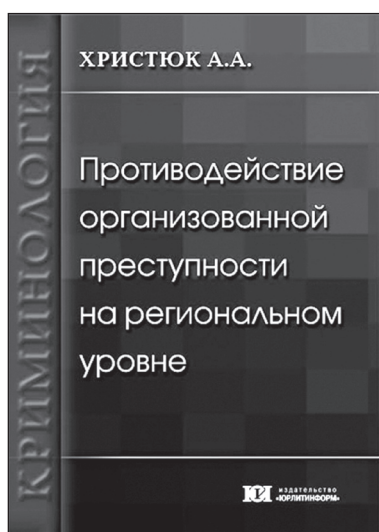 КРИМИНОЛОГИЯ
ХРИСТЮК А.А.
Противодействие
организованной
преступности
на региональном
уровне
ИЗДАТЕЛЬСТВО
«ЮРЛИТИНФОРМ»